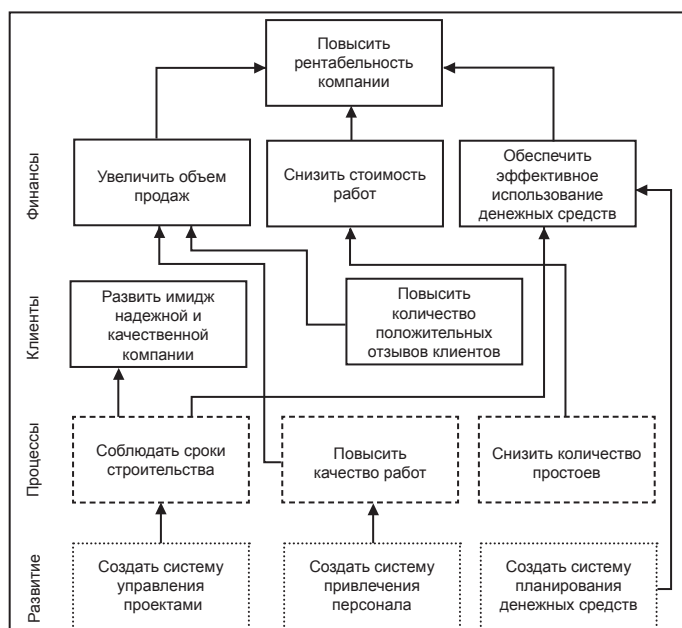 Повысить
рентабельность
компании
Финансы
Увеличить объем
продаж
Снизить стоимость
работ
Обеспечить
эффективное
использование
денежных средств
Клиенты
Развить имидж
надежной и
качественной
компании
Повысить
количество
положительных
отзывов клиентов
Процессы
Соблюдать сроки
строительства
Повысить
качество работ
Снизить количество
простоев
Развитие
Создать систему
управления
проектами
Создать систему
привлечения
персонала
Создать систему
планирования
денежных средств